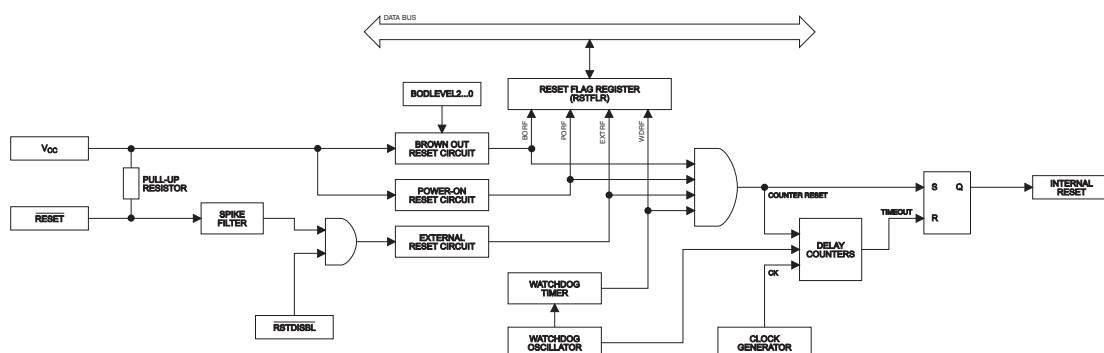 DATA BUS
RESET FLAG REGISTER
(RSTFLR)
BODLEVEL2...0
BORF
PORF
EXTRF
WDRF
VCC
BROWN OUT
RESET CIRCUIT
PULL-UP
RESISTOR
POWER-ON
RESET CIRCUIT
S
Q
INTERNAL
RESET
COUNTER RESET
RESET
SPIKE
FILTER
TIMEOUT
R
EXTERNAL
RESET CIRCUIT
DELAY
COUNTERS
CK
WATCHDOG
TIMER
RSTDISBL
WATCHDOG
OSCILLATOR
CLOCK
GENERATOR